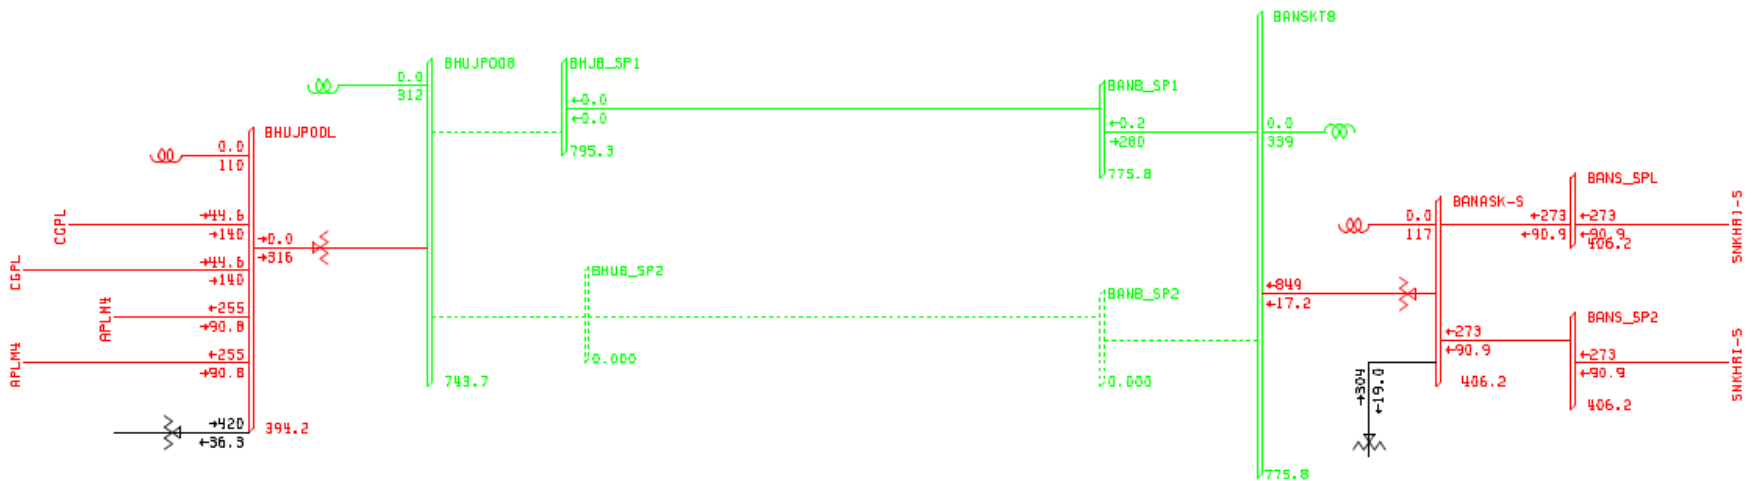 BANSKT8
BHUJPOO8
0.0
312
743.7
BHJB_SP1
←0.0
←0.0
795.3
BANB_SP1
←0.2
→280
775.8
0.0
339
BHUJPOOL
0.0
110
CGPL
→44.6
→140
→0.0
→316
CGPL
→44.6
→140
APLM4
←255
→90.8
APLM4
←255
→90.8
→420
←36.3
394.2
BHUB_SP2
0.000
BANB_SP2
0.000
←849
←17.2
775.8
BANASK-S
0.0
117
←273
←90.9
BANS_SPL
←273
←90.9
406.2
SNKHRI-S
←273
←90.9
→304
←19.0
406.2
BANS_SP2
←273
←90.9
406.2
SNKHRI-S